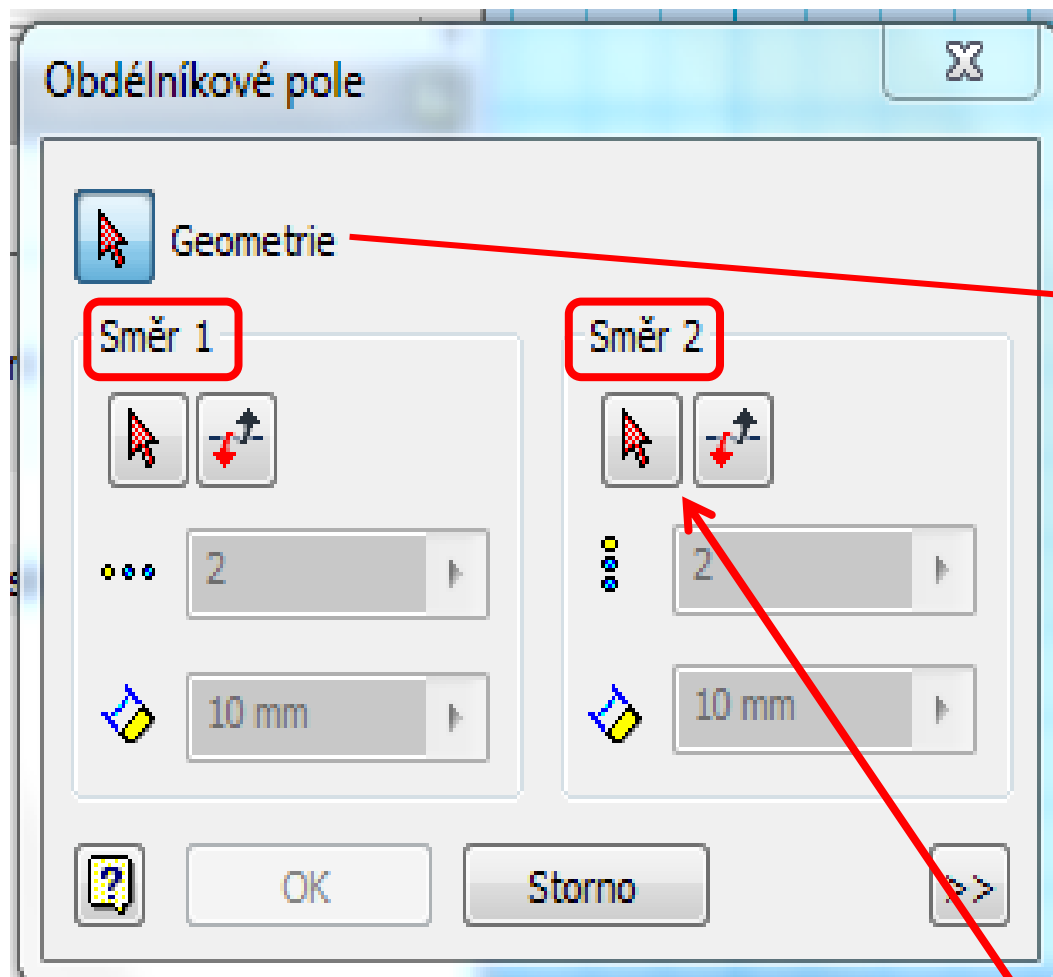 Obdélníkové pole
Geometrie
Směr 1
Směr 2
2
2
10 mm
10 mm
?
OK
Storno
>>